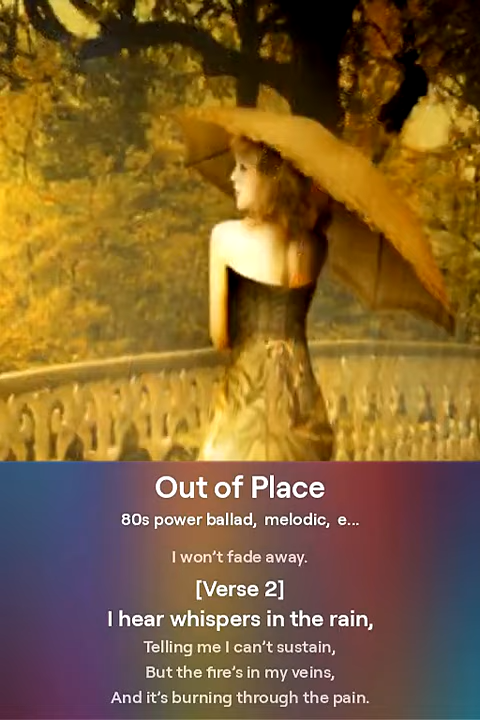 Out of Place
80s power ballad, melodic, e...
I won't fade away.
[Verse 2]
I hear whispers in the rain,
Telling me I can't sustain,
But the fire's in my veins,
And it's burning through the pain.